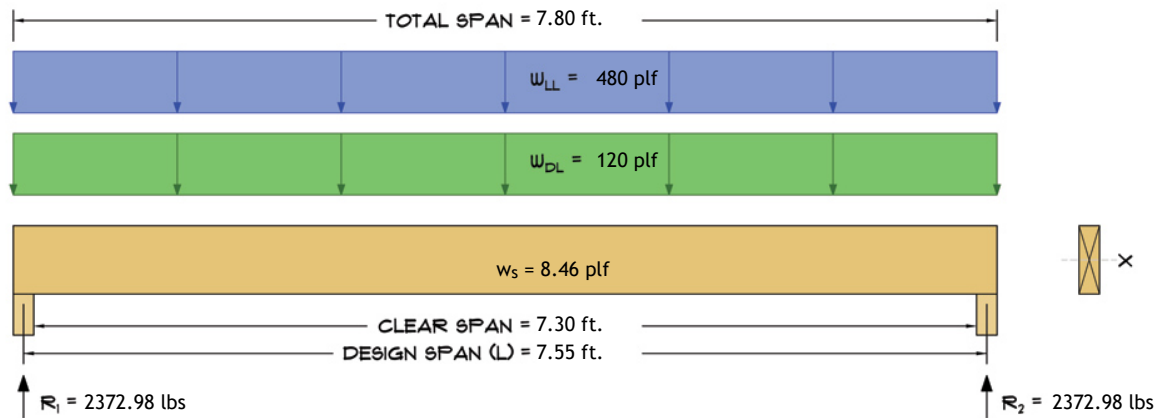 TOTAL SPAN = 7.80 ft.
WLL = 480 plf
WDL = 120 plf
ws = 8.46 plf
X
CLEAR SPAN = 7.30 ft.
DESIGN SPAN (L) = 7.55 ft.
R1 = 2372.98 lbs
R2 = 2372.98 lbs